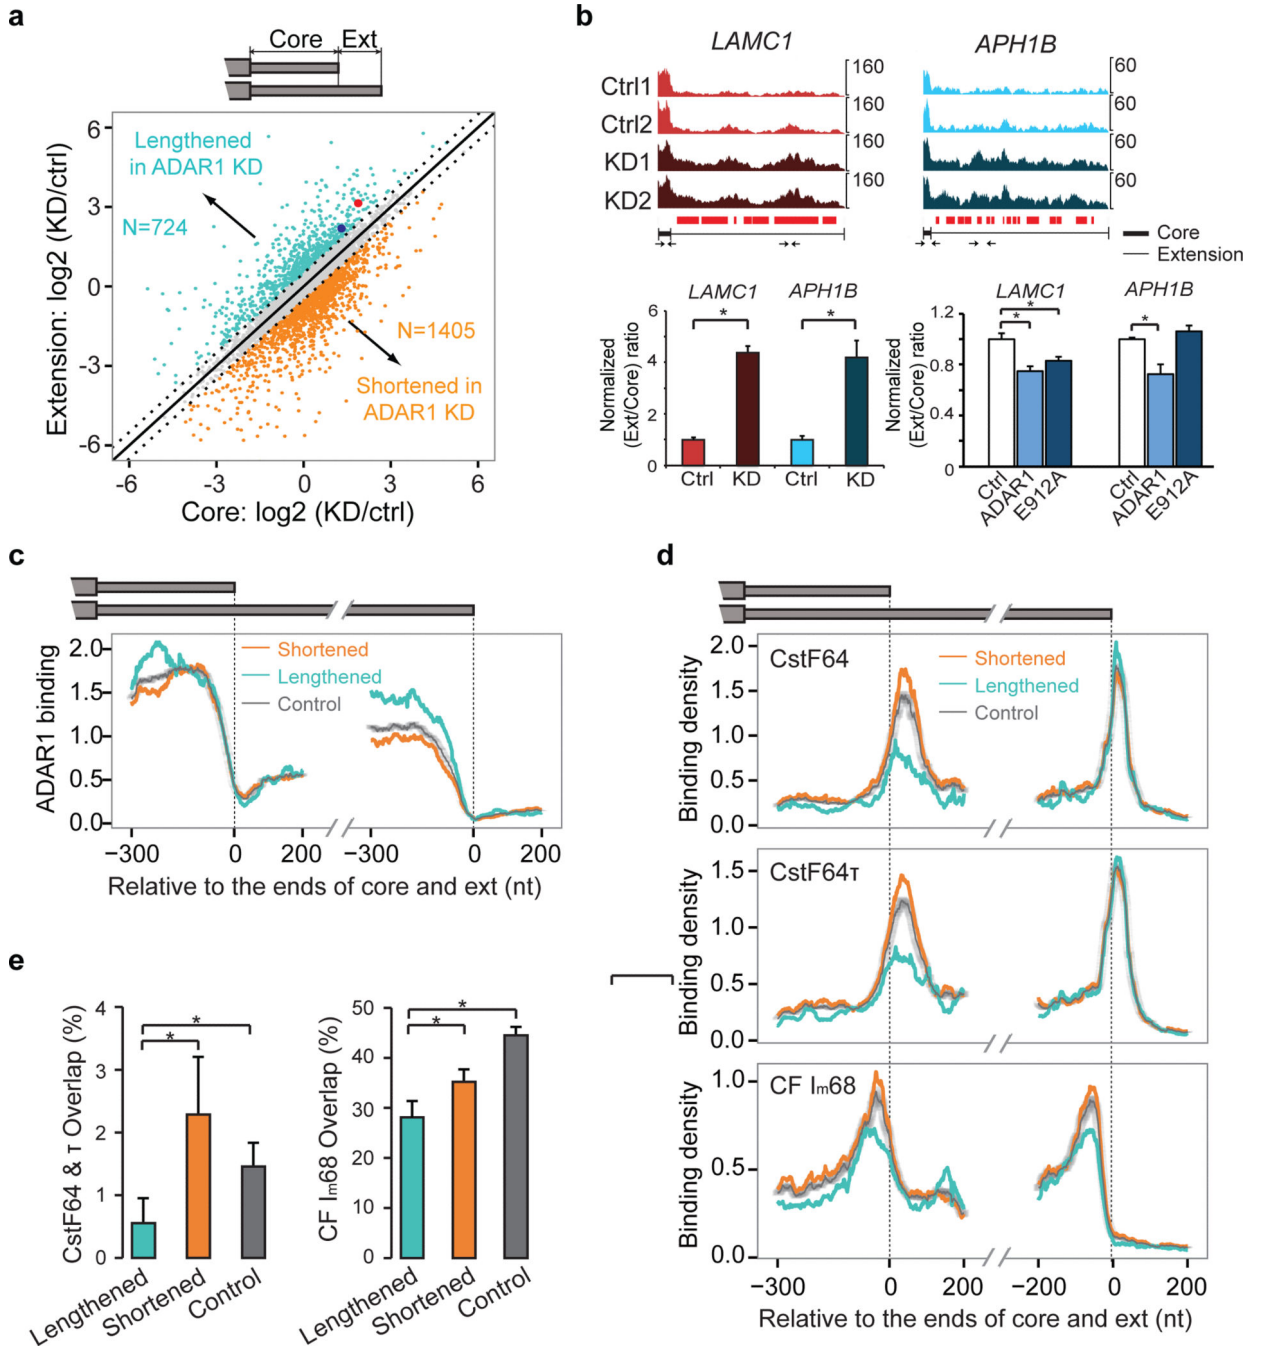 a
Core Ext
6
3
0
-3
-6
Extension: log2 (KD/ctrl)
Lengthened
in ADAR1 KD
N=724
N=1405
Shortened in
ADAR1 KD
-6 -3 0 3 6
Core: log2 (KD/ctrl)
b
LAMC1 APH1B
Ctrl1 160 60
Ctrl2 160 60
KD1 160 60
KD2 160 60
Core
Extension
LAMC1 APH1B
Normalized
(Ext/Core) ratio
6
4
2
0
* *
Ctrl KD Ctrl KD
LAMC1 APH1B
Normalized
(Ext/Core) ratio
1.2
0.8
0.4
0
* * *
Ctrl ADAR1 E912A Ctrl ADAR1 E912A
c
ADAR1 binding
2.0
1.5
1.0
0.5
0.0
Shortened
Lengthened
Control
−300 0 200 −300 0 200
Relative to the ends of core and ext (nt)
d
Binding density
2.0
1.5
1.0
0.5
0.0
CstF64
Shortened
Lengthened
Control
Binding density
1.5
1.0
0.5
0.0
CstF64τ
Binding density
1.0
0.5
0.0
CF Im68
−300 0 200 −200 0 200
Relative to the ends of core and ext (nt)
e
CstF64 & τ Overlap (%)
4
3
2
1
0
* *
Lengthened Shortened Control
CF Im68 Overlap (%)
50
40
30
20
10
0
* *
Lengthened Shortened Control